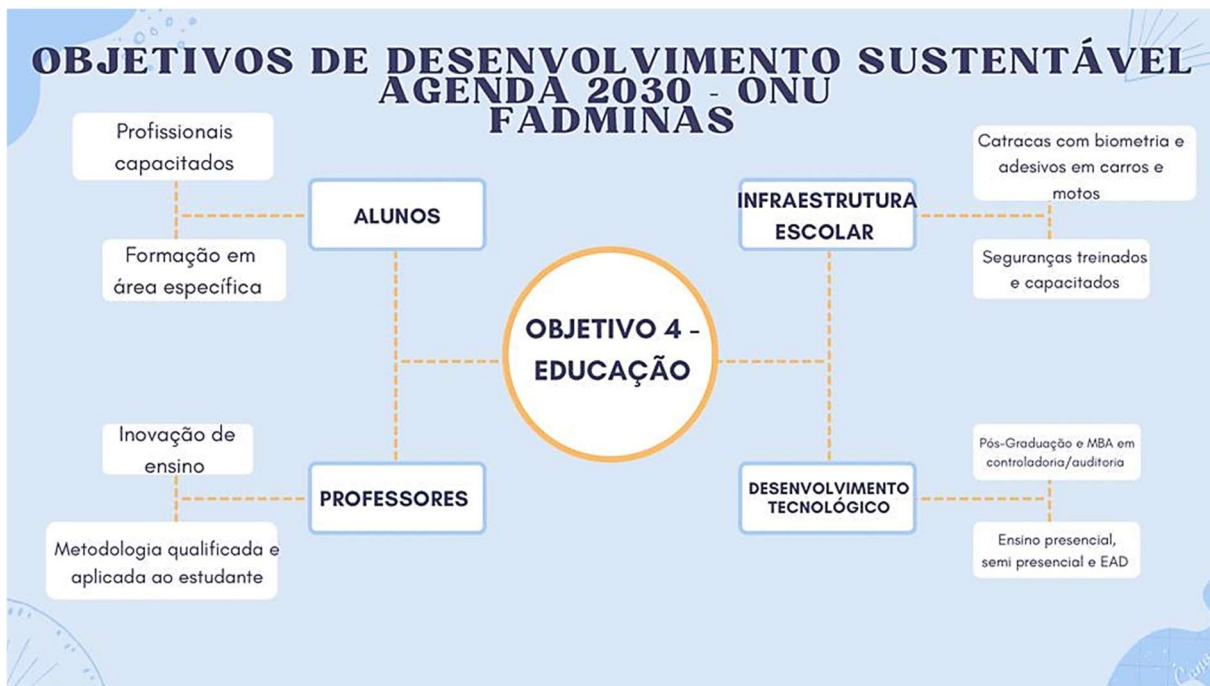 OBJETIVOS DE DESENVOLVIMENTO SUSTENTÁVEL
AGENDA 2030 - ONU
FADMINAS
Profissionais
capacitados
ALUNOS
Formação em
área específica
INFRAESTRUTURA
ESCOLAR
Catracas com biometria e
adesivos em carros e
motos
Seguranças treinados
e capacitados
OBJETIVO 4 -
EDUCAÇÃO
Inovação de
ensino
PROFESSORES
Metodologia qualificada e
aplicada ao estudante
DESENVOLVIMENTO
TECNOLÓGICO
Pós-Graduação e MBA em
controladoria/auditoria
Ensino presencial,
semi presencial e EAD